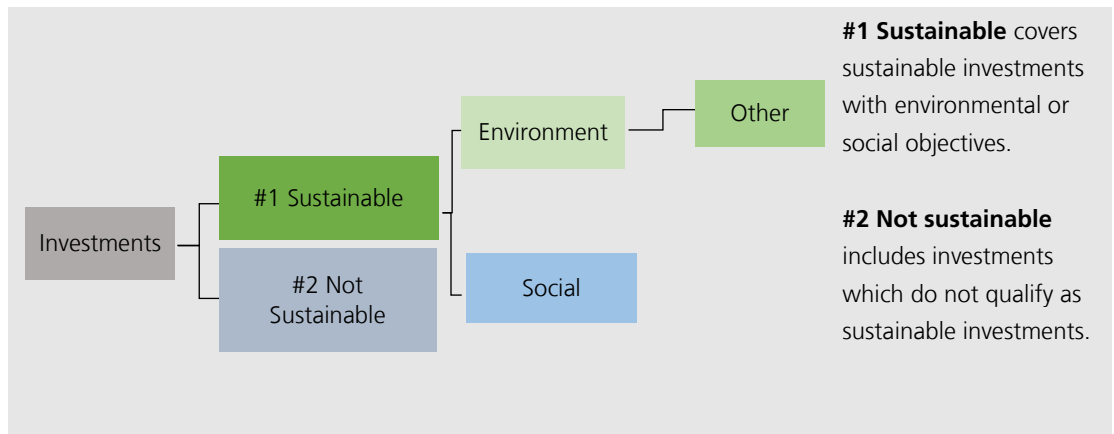 Investments
#1 Sustainable
#2 Not
Sustainable
Environment
Social
Other
#1 Sustainable covers
sustainable investments
with environmental or
social objectives.
#2 Not sustainable
includes investments
which do not qualify as
sustainable investments.